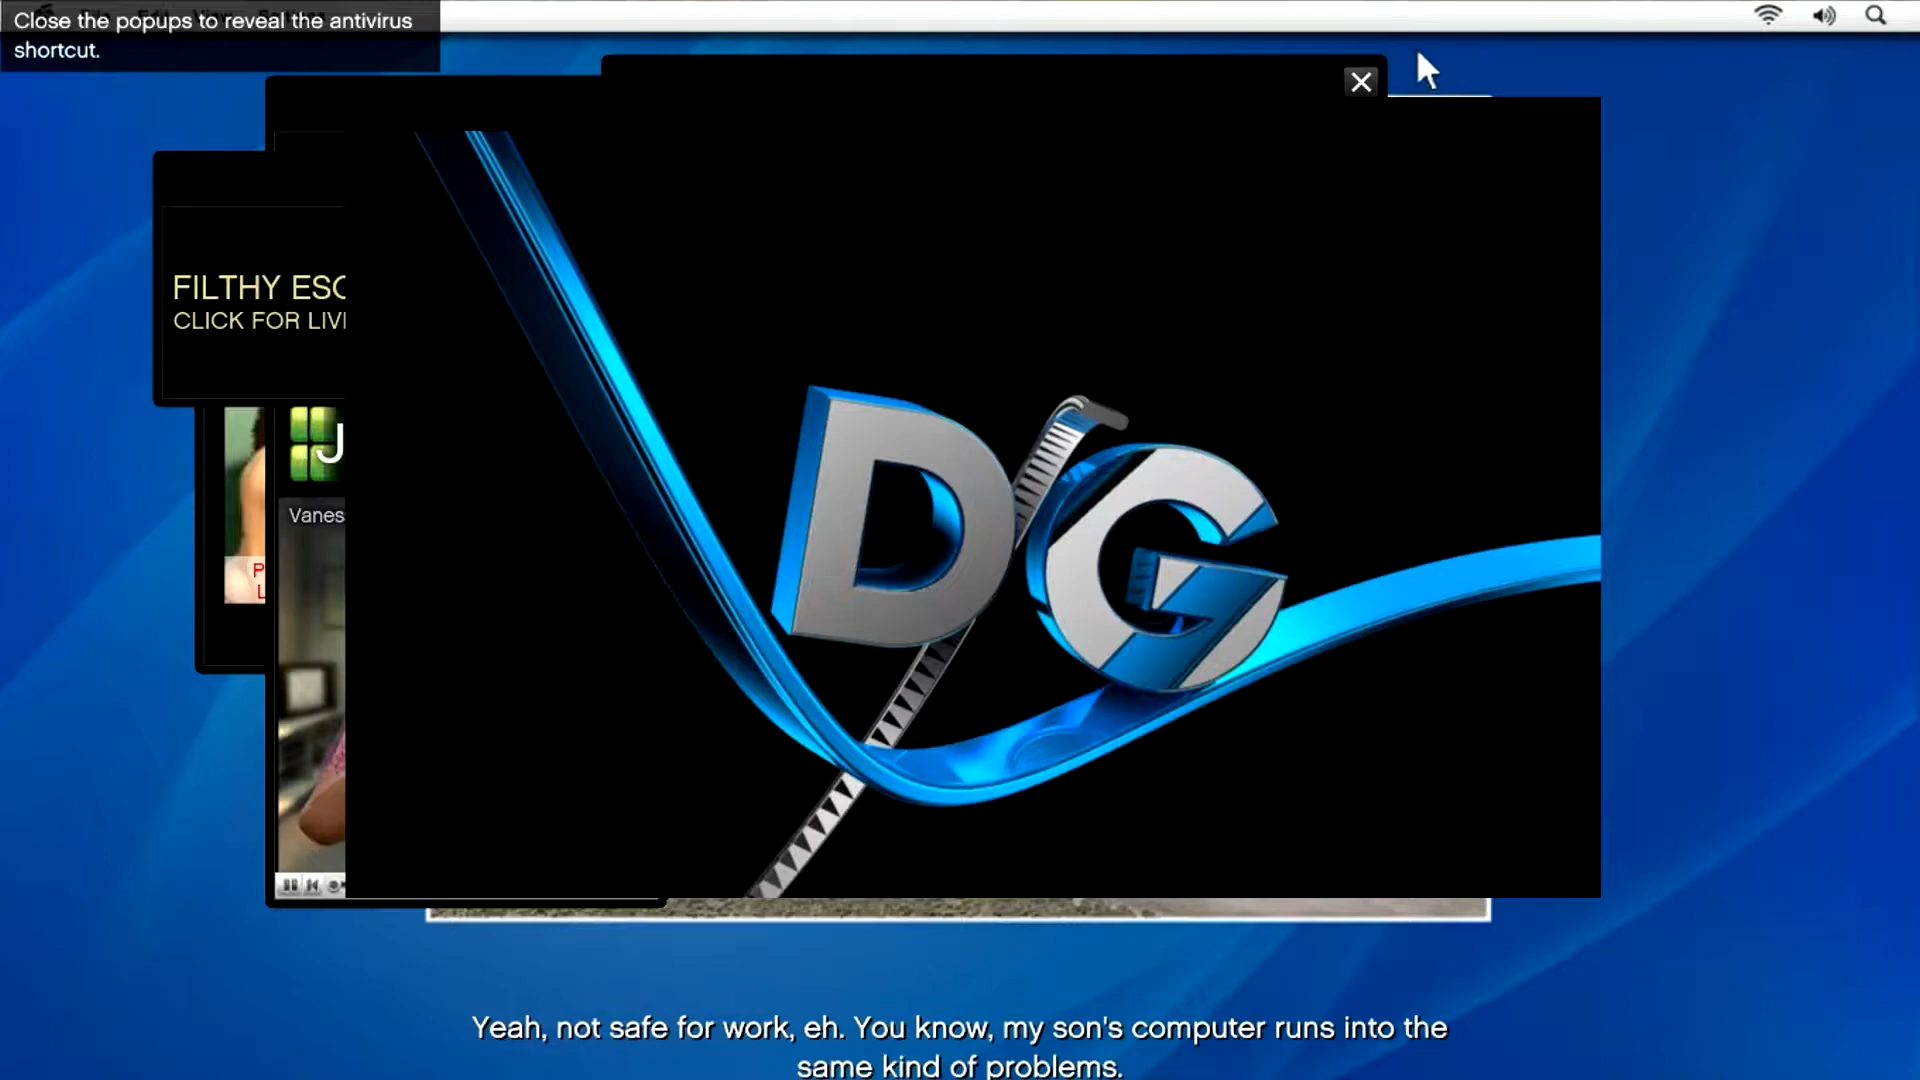 Close the popups to reveal the antivirus
shortcut.
FILTHY ESC
CLICK FOR LIVI
J
Vanes
P
L
D/G
Yeah, not safe for work, eh. You know, my son's computer runs into the
same kind of problems.